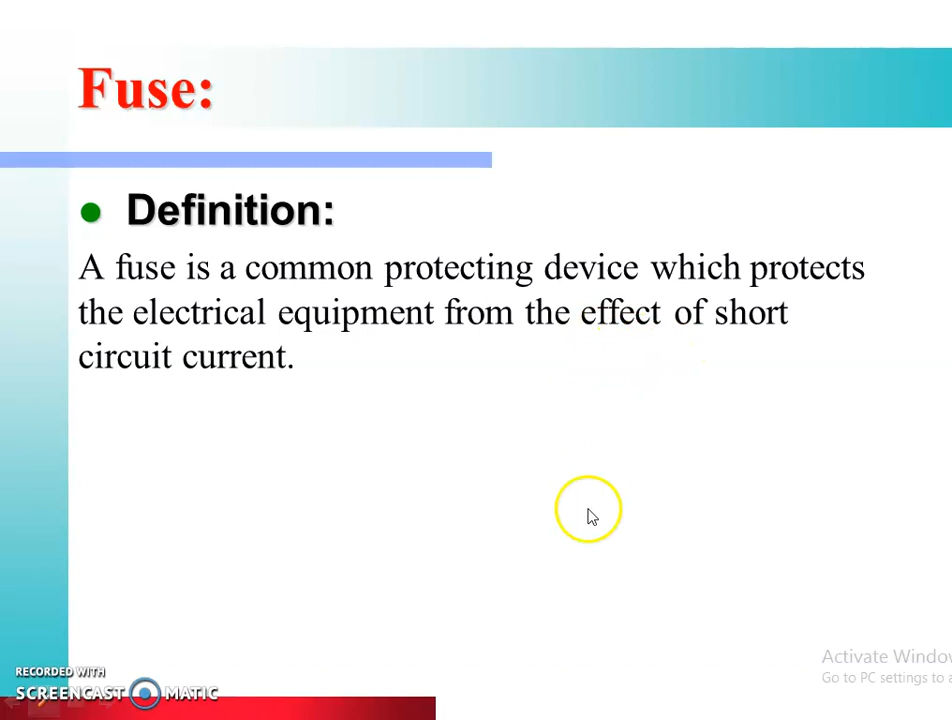 Fuse:
Definition:
A fuse is a common protecting device which protects
the electrical equipment from the effect of short
circuit current.
Activate Window
Go to PC settings to a
RECORDED WITH
SCREENCAST MATIC